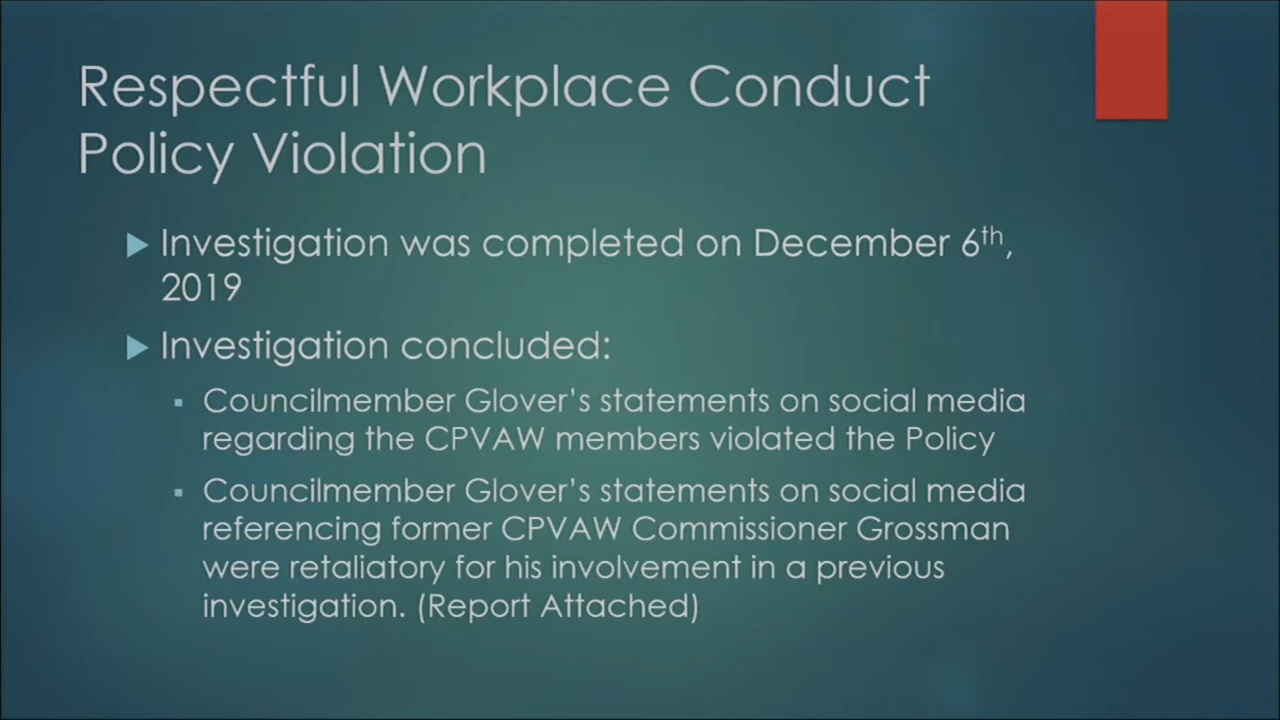 Respectful Workplace Conduct
Policy Violation
Investigation was completed on December 6th,
2019
Investigation concluded:
Councilmember Glover's statements on social media
regarding the CPVAW members violated the Policy
Councilmember Glover's statements on social media
referencing former CPVAW Commissioner Grossman
were retaliatory for his involvement in a previous
investigation. (Report Attached)